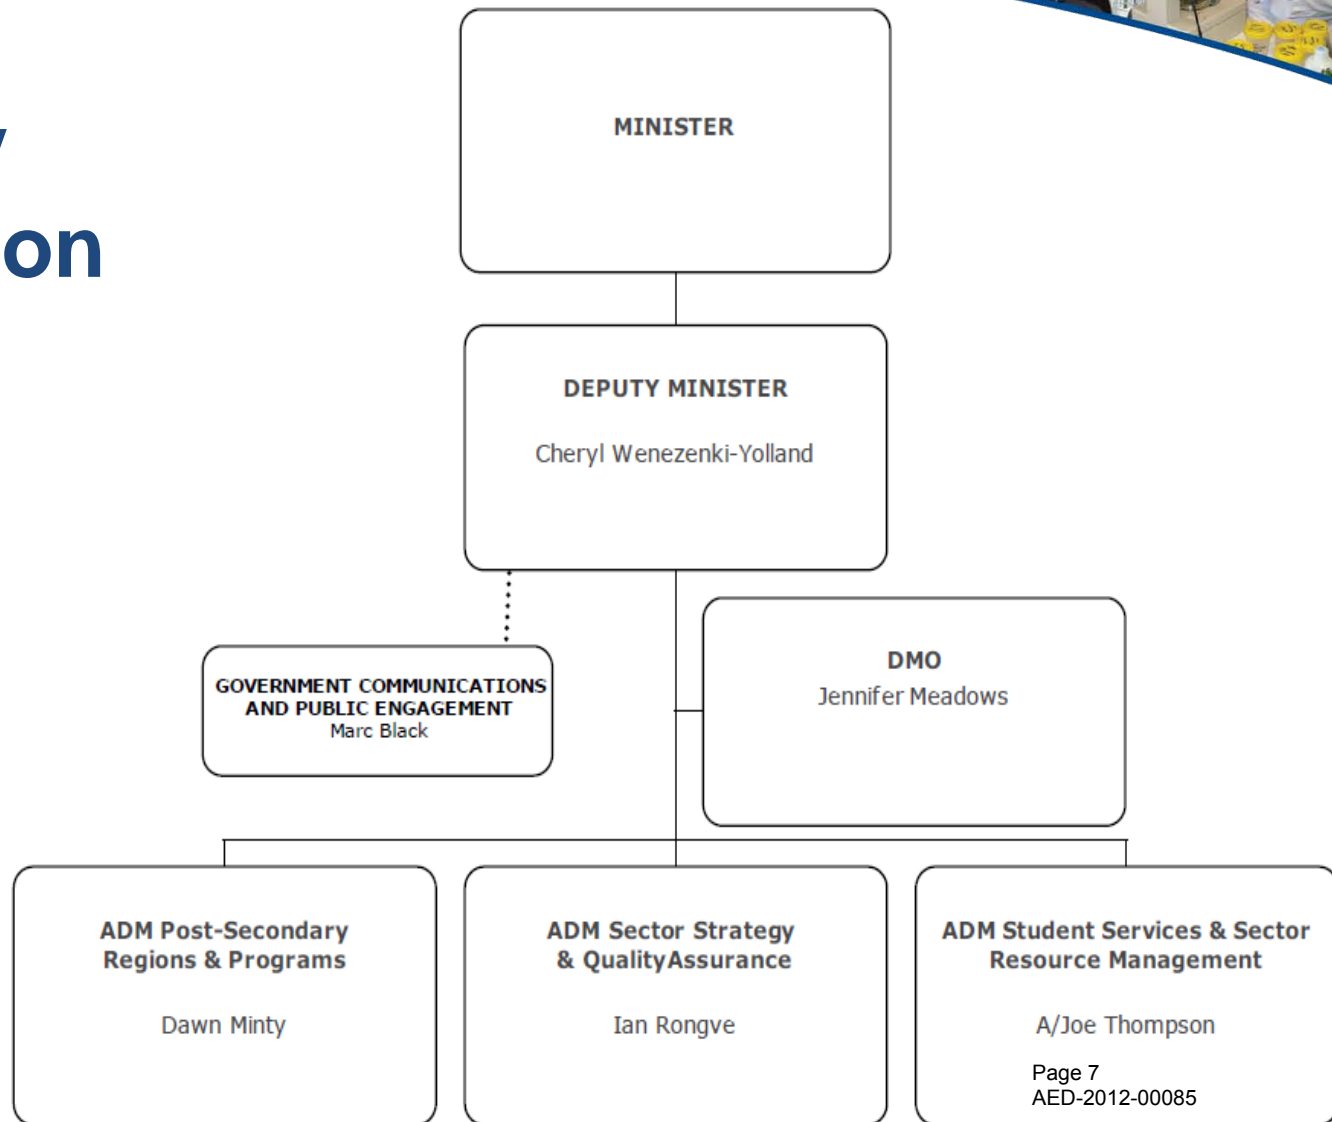 on
MINISTER
DEPUTY MINISTER
Cheryl Wenezenki-Yolland
DMO
Jennifer Meadows
GOVERNMENT COMMUNICATIONS
AND PUBLIC ENGAGEMENT
Marc Black
ADM Post-Secondary
Regions & Programs
Dawn Minty
ADM Sector Strategy
& QualityAssurance
Ian Rongve
ADM Student Services & Sector
Resource Management
A/Joe Thompson
Page 7
AED-2012-00085